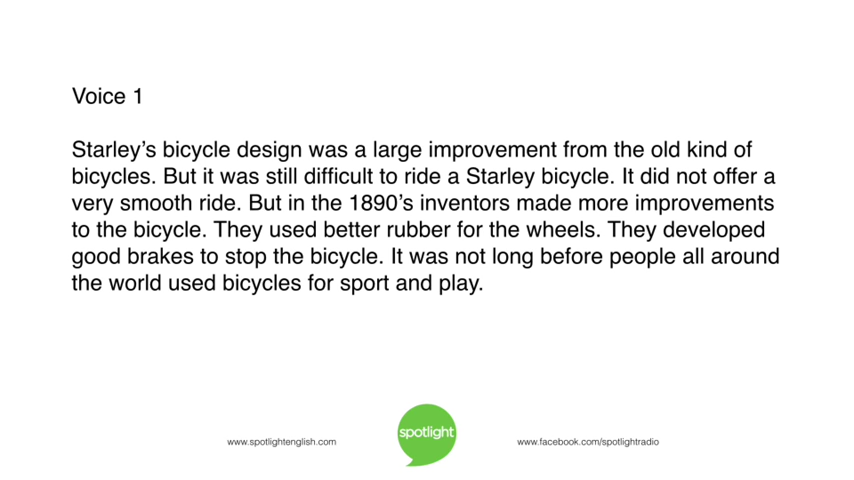 Voice 1
Starley’s bicycle design was a large improvement from the old kind of
bicycles. But it was still difficult to ride a Starley bicycle. It did not offer a
very smooth ride. But in the 1890’s inventors made more improvements
to the bicycle. They used better rubber for the wheels. They developed
good brakes to stop the bicycle. It was not long before people all around
the world used bicycles for sport and play.
spotlight
www.spotlightenglish.com
www.facebook.com/spotlightradio